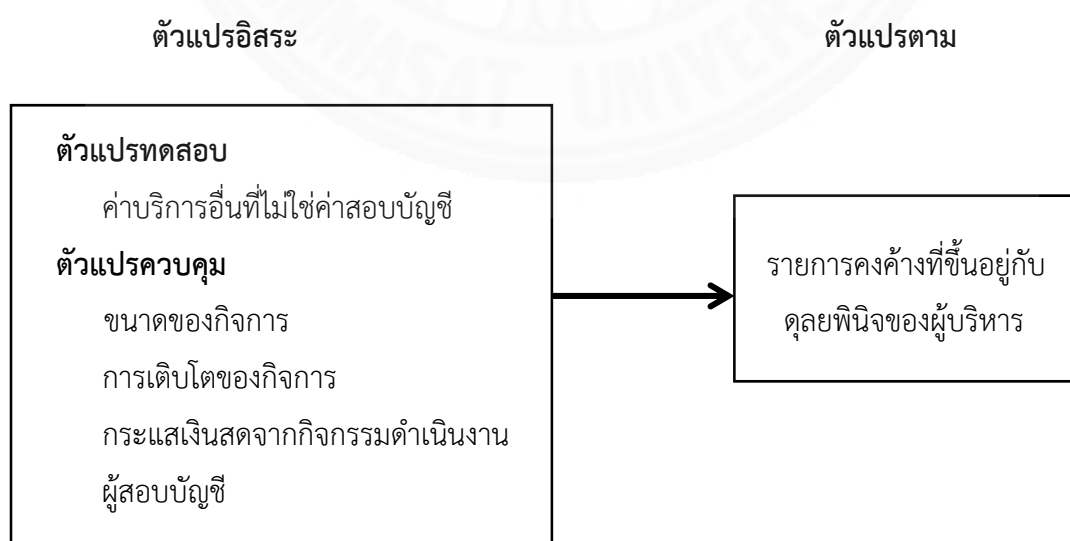 MASAT UNIVE
ตัวแปรอิสระ
ตัวแปรตาม
ตัวแปรทดสอบ
ค่าบริการอื่นที่ไม่ใช่ค่าสอบบัญชี
ตัวแปรควบคุม
ขนาดของกิจการ
การเติบโตของกิจการ
กระแสเงินสดจากกิจกรรมดำเนินงาน
ผู้สอบบัญชี
รายการคงค้างที่ขึ้นอยู่กับ
ดุลยพินิจของผู้บริหาร